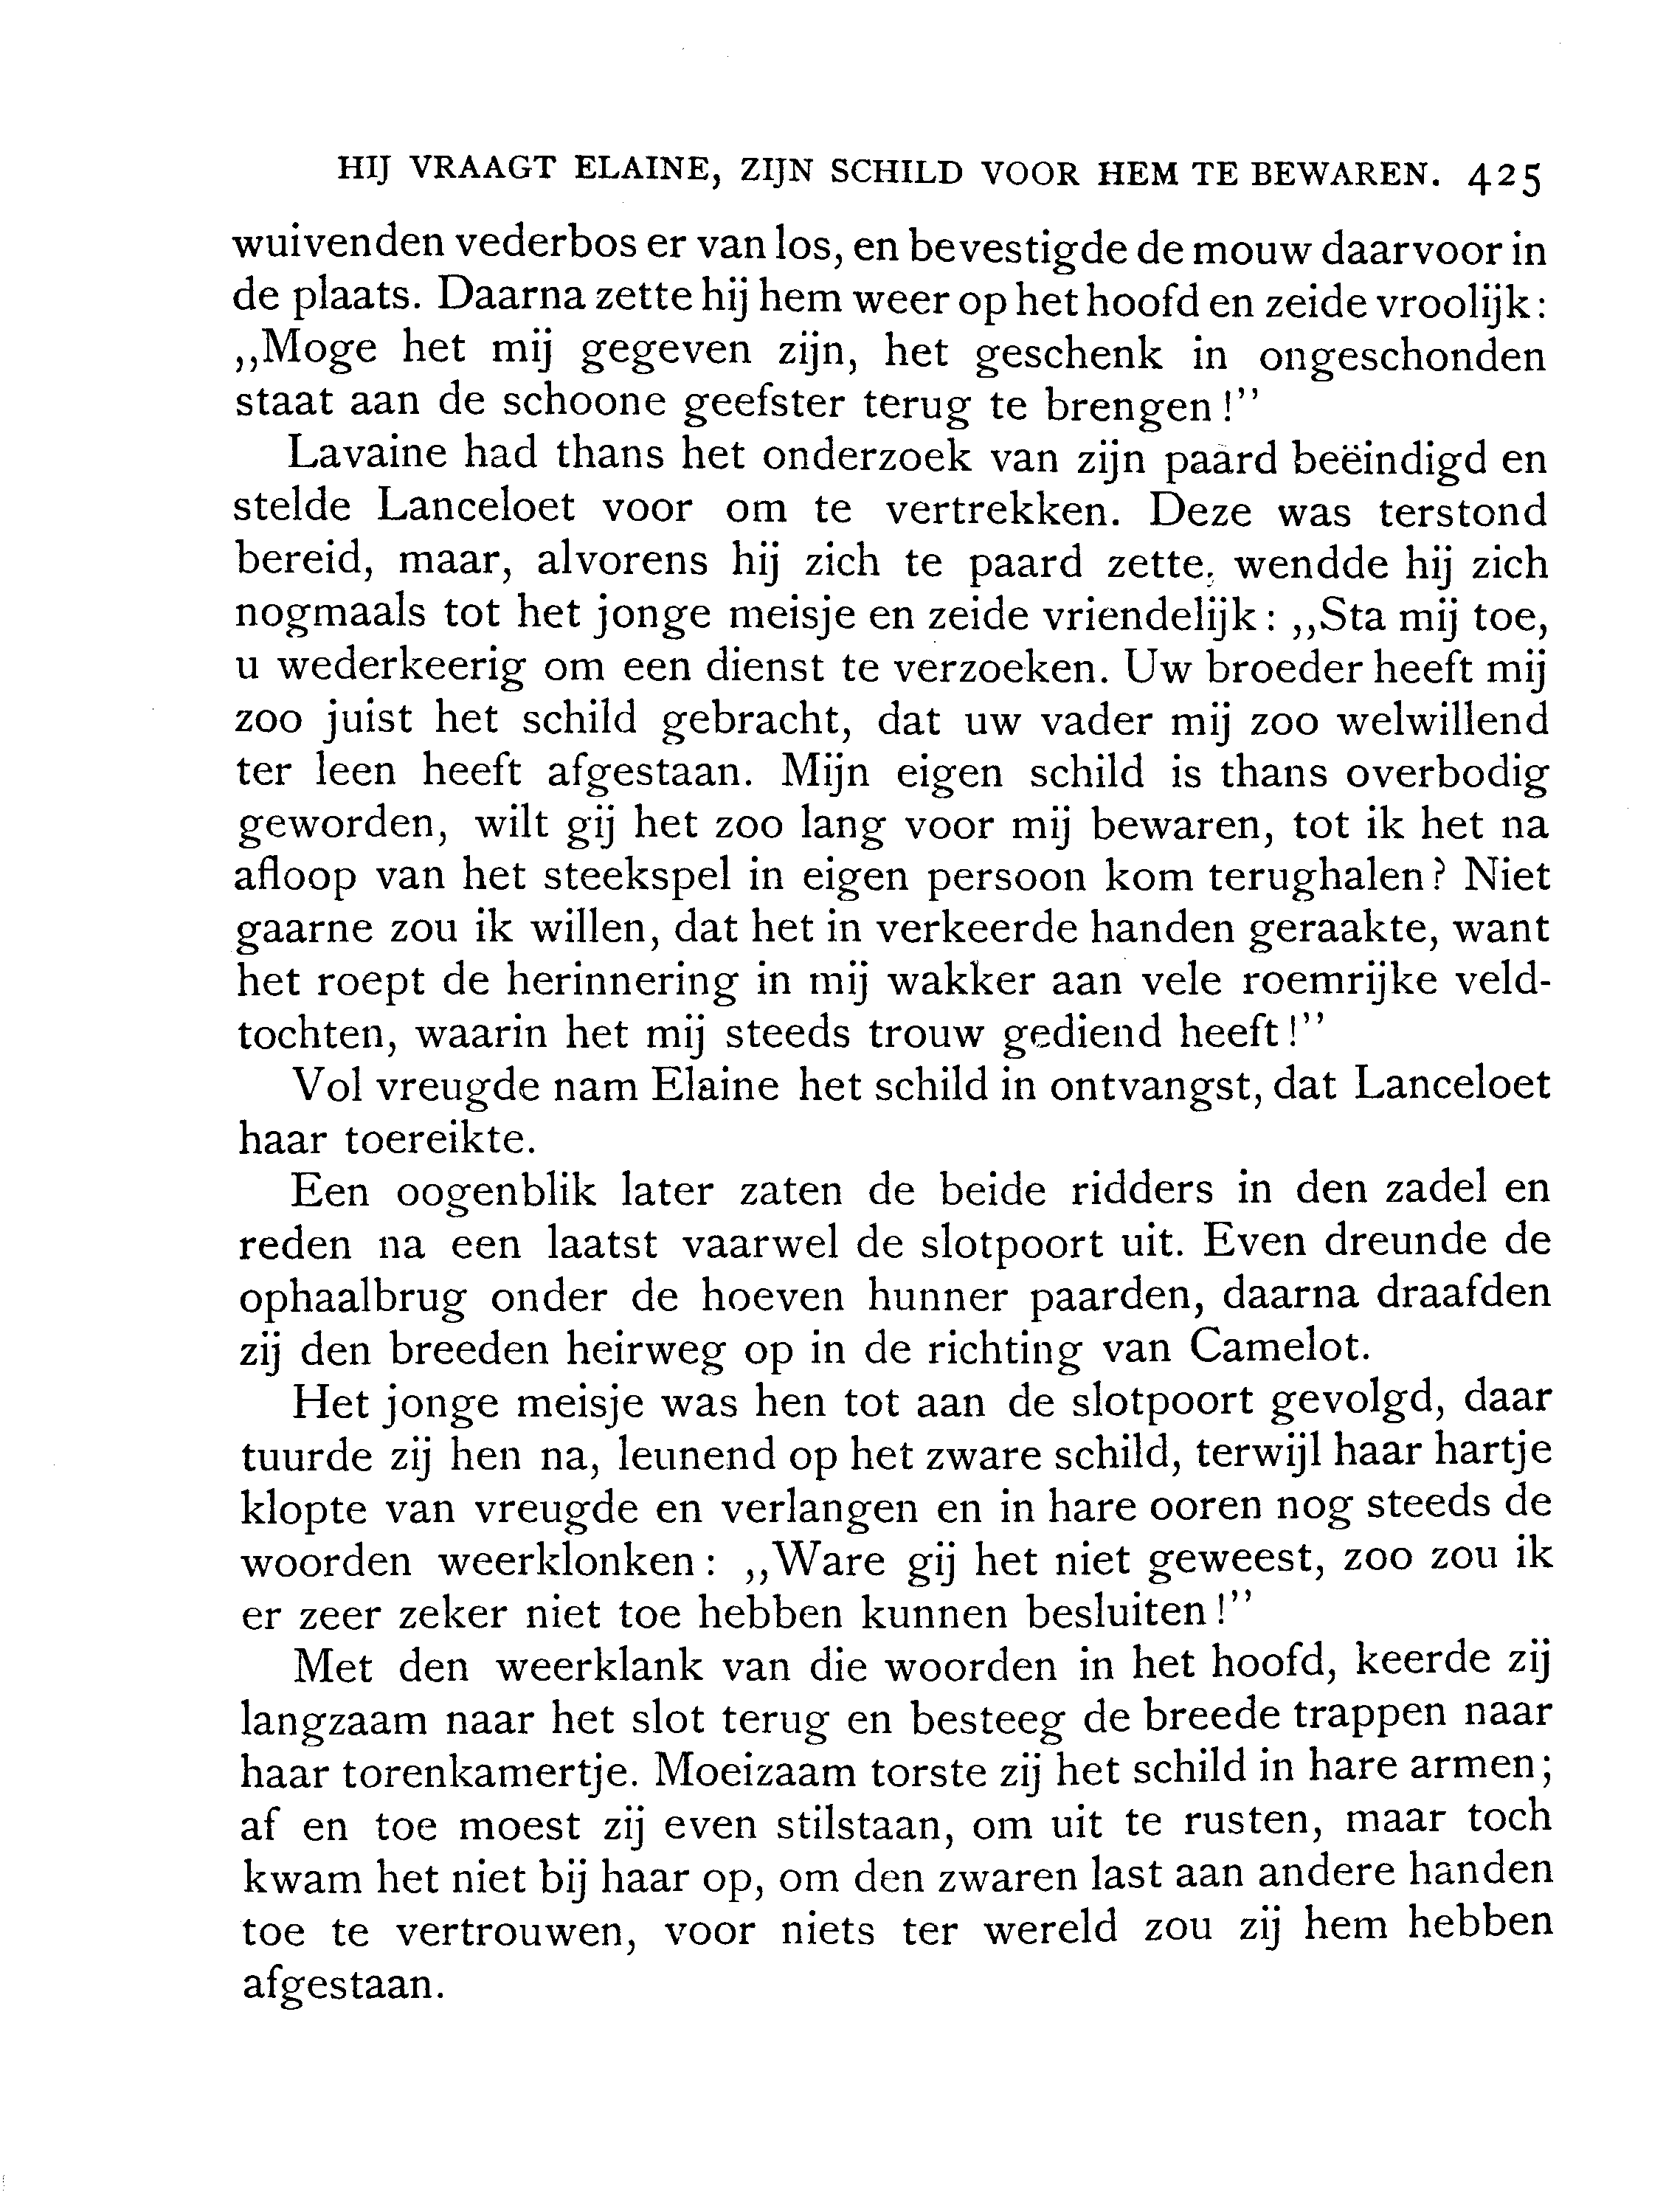 HIJ VRAAGT ELAINE, ZIJN SCHILD VOOR HEM TE BEWAREN. 425
wuivenden vederbos er van los, en bevestigde de mouw daarvoor in
de plaats. Daarna zette hij hem weer op het hoofd en zeide vroolijk:
,,Moge het mij gegeven zijn, het geschenk in ongeschonden
staat aan de schoone geefster terug te brengen!”
Lavaine had thans het onderzoek van zijn paard beëindigd en
stelde Lanceloet voor om te vertrekken. Deze was terstond
bereid, maar, alvorens hij zich te paard zette, wendde hij zich
nogmaals tot het jonge meisje en zeide vriendelijk: ,,Sta mij toe,
u wederkeerig om een dienst te verzoeken. Uw broeder heeft mij
zoo juist het schild gebracht, dat uw vader mij zoo welwillend
ter leen heeft afgestaan. Mijn eigen schild is thans overbodig
geworden, wilt gij het zoo lang voor mij bewaren, tot ik het na
afloop van het steekspel in eigen persoon kom terughalen? Niet
gaarne zou ik willen, dat het in verkeerde handen geraakte, want
het roept de herinnering in mij wakker aan vele roemrijke veld-
tochten, waarin het mij steeds trouw gediend heeft!”
Vol vreugde nam Elaine het schild in ontvangst, dat Lanceloet
haar toereikte.
Een oogenblik later zaten de beide ridders in den zadel en
reden na een laatst vaarwel de slotpoort uit. Even dreunde de
ophaalbrug onder de hoeven hunner paarden, daarna draafden
zij den breeden heirweg op in de richting van Camelot.
Het jonge meisje was hen tot aan de slotpoort gevolgd, daar
tuurde zij hen na, leunend op het zware schild, terwijl haar hartje
klopte van vreugde en verlangen en in hare ooren nog steeds de
woorden weerklonken: ,,Ware gij het niet geweest, zoo zou ik
er zeer zeker niet toe hebben kunnen besluiten!”
Met den weerklank van die woorden in het hoofd, keerde zij
langzaam naar het slot terug en besteeg de breede trappen naar
haar torenkamertje. Moeizaam torste zij het schild in hare armen;
af en toe moest zij even stilstaan, om uit te rusten, maar toch
kwam het niet bij haar op, om den zwaren last aan andere handen
toe te vertrouwen, voor niets ter wereld zou zij hem hebben
afgestaan.